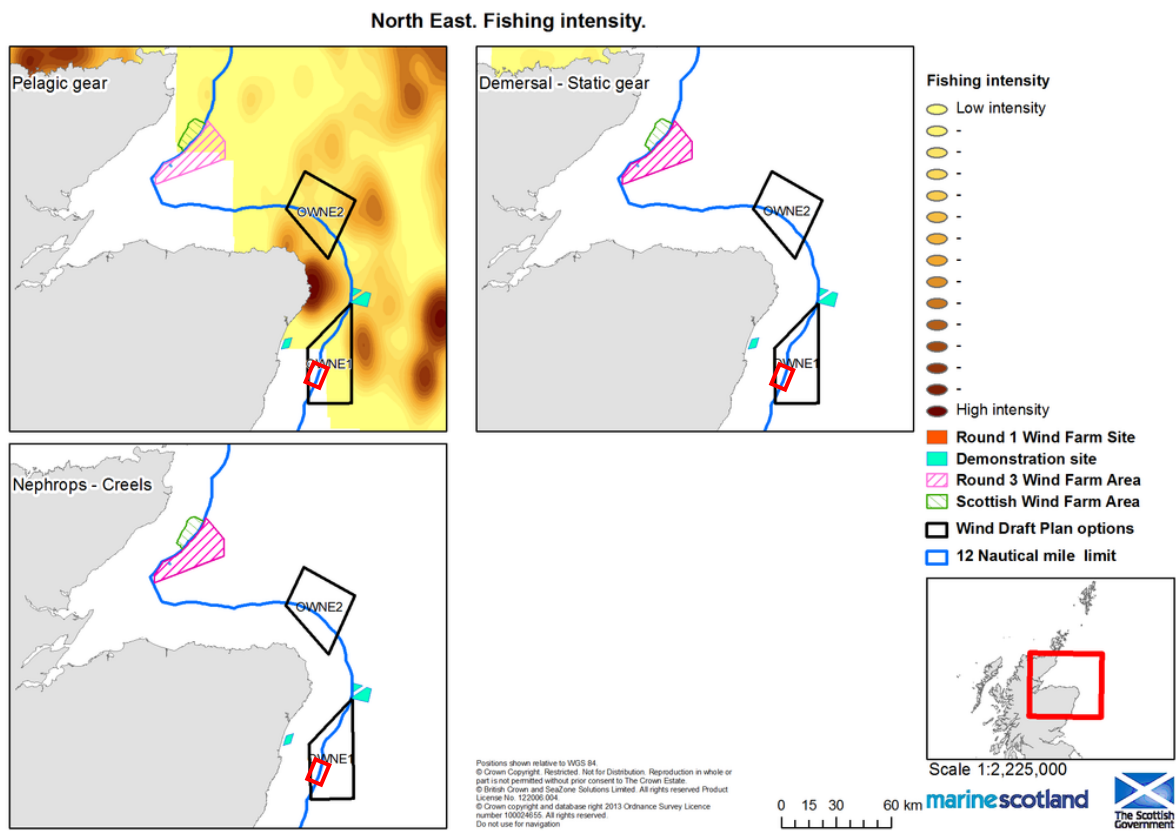 North East. Fishing intensity.
Pelagic gear
OWNE2
OWNE1
Demersal - Static gear
OWNE2
OWNE1
Nephrops - Creels
OWNE2
OWNE1
Fishing intensity
Low intensity
-
-
-
-
-
-
-
-
-
-
-
-
-
High intensity
Round 1 Wind Farm Site
Demonstration site
Round 3 Wind Farm Area
Scottish Wind Farm Area
Wind Draft Plan options
12 Nautical mile limit
Positions shown relative to WGS 84.
© Crown Copyright. Restricted. Not for Distribution. Reproduction in whole or
part is not permitted without prior consent to The Crown Estate.
© British Crown and SeaZone Solutions Limited. All rights reserved Product
License No. 122006.004.
© Crown copyright and database right 2013 Ordnance Survey Licence
number 100024655. All rights reserved.
Do not use for navigation
0 15 30 60 km
Scale 1:2,225,000
marinescotland
The Scottish
Government